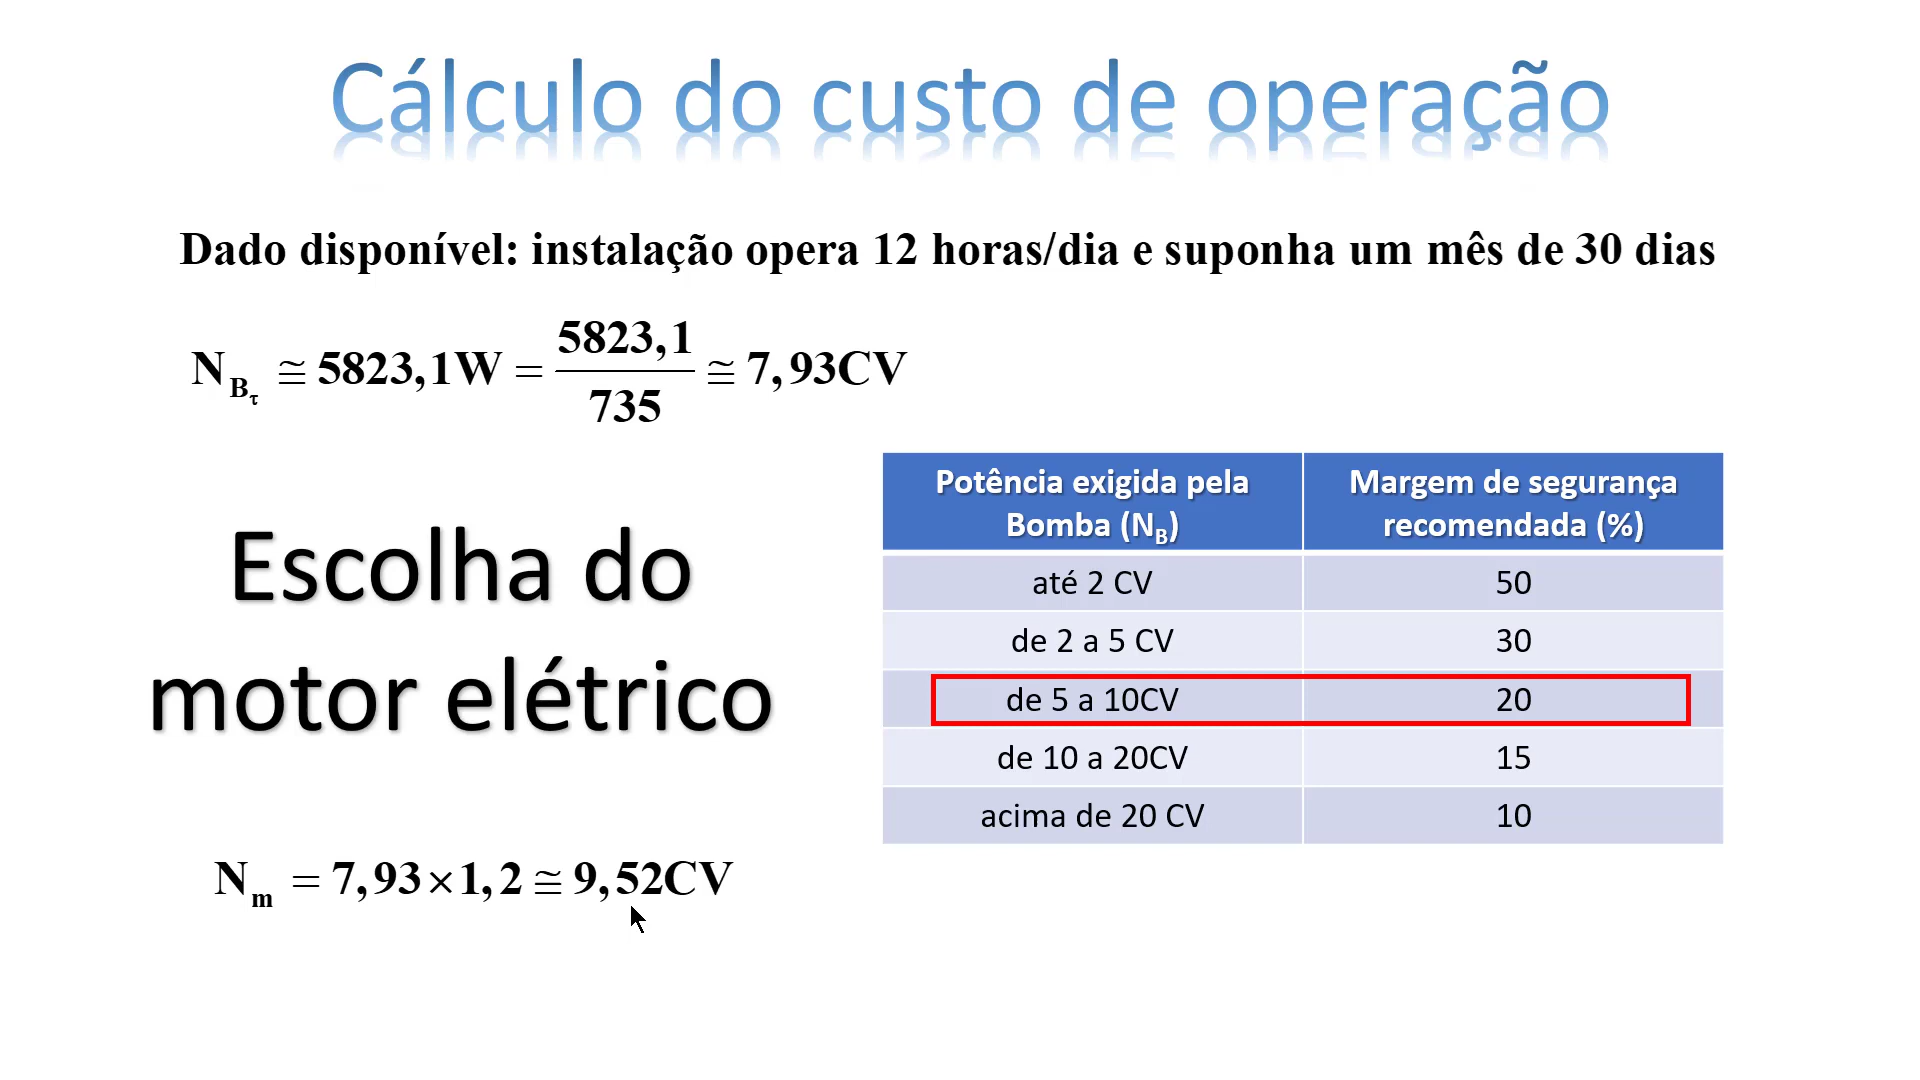 Cálculo do custo de operação
Dado disponível: instalação opera 12 horas/dia e suponha um mês de 30 dias
N_Bτ ≅ 5823,1W = 5823,1/735 ≅ 7,93CV
Escolha do
motor elétrico
Potência exigida pela Bomba (N_B) | Margem de segurança recomendada (%)
até 2 CV | 50
de 2 a 5 CV | 30
de 5 a 10CV | 20
de 10 a 20CV | 15
acima de 20 CV | 10
N_m = 7,93×1,2 ≅ 9,52CV